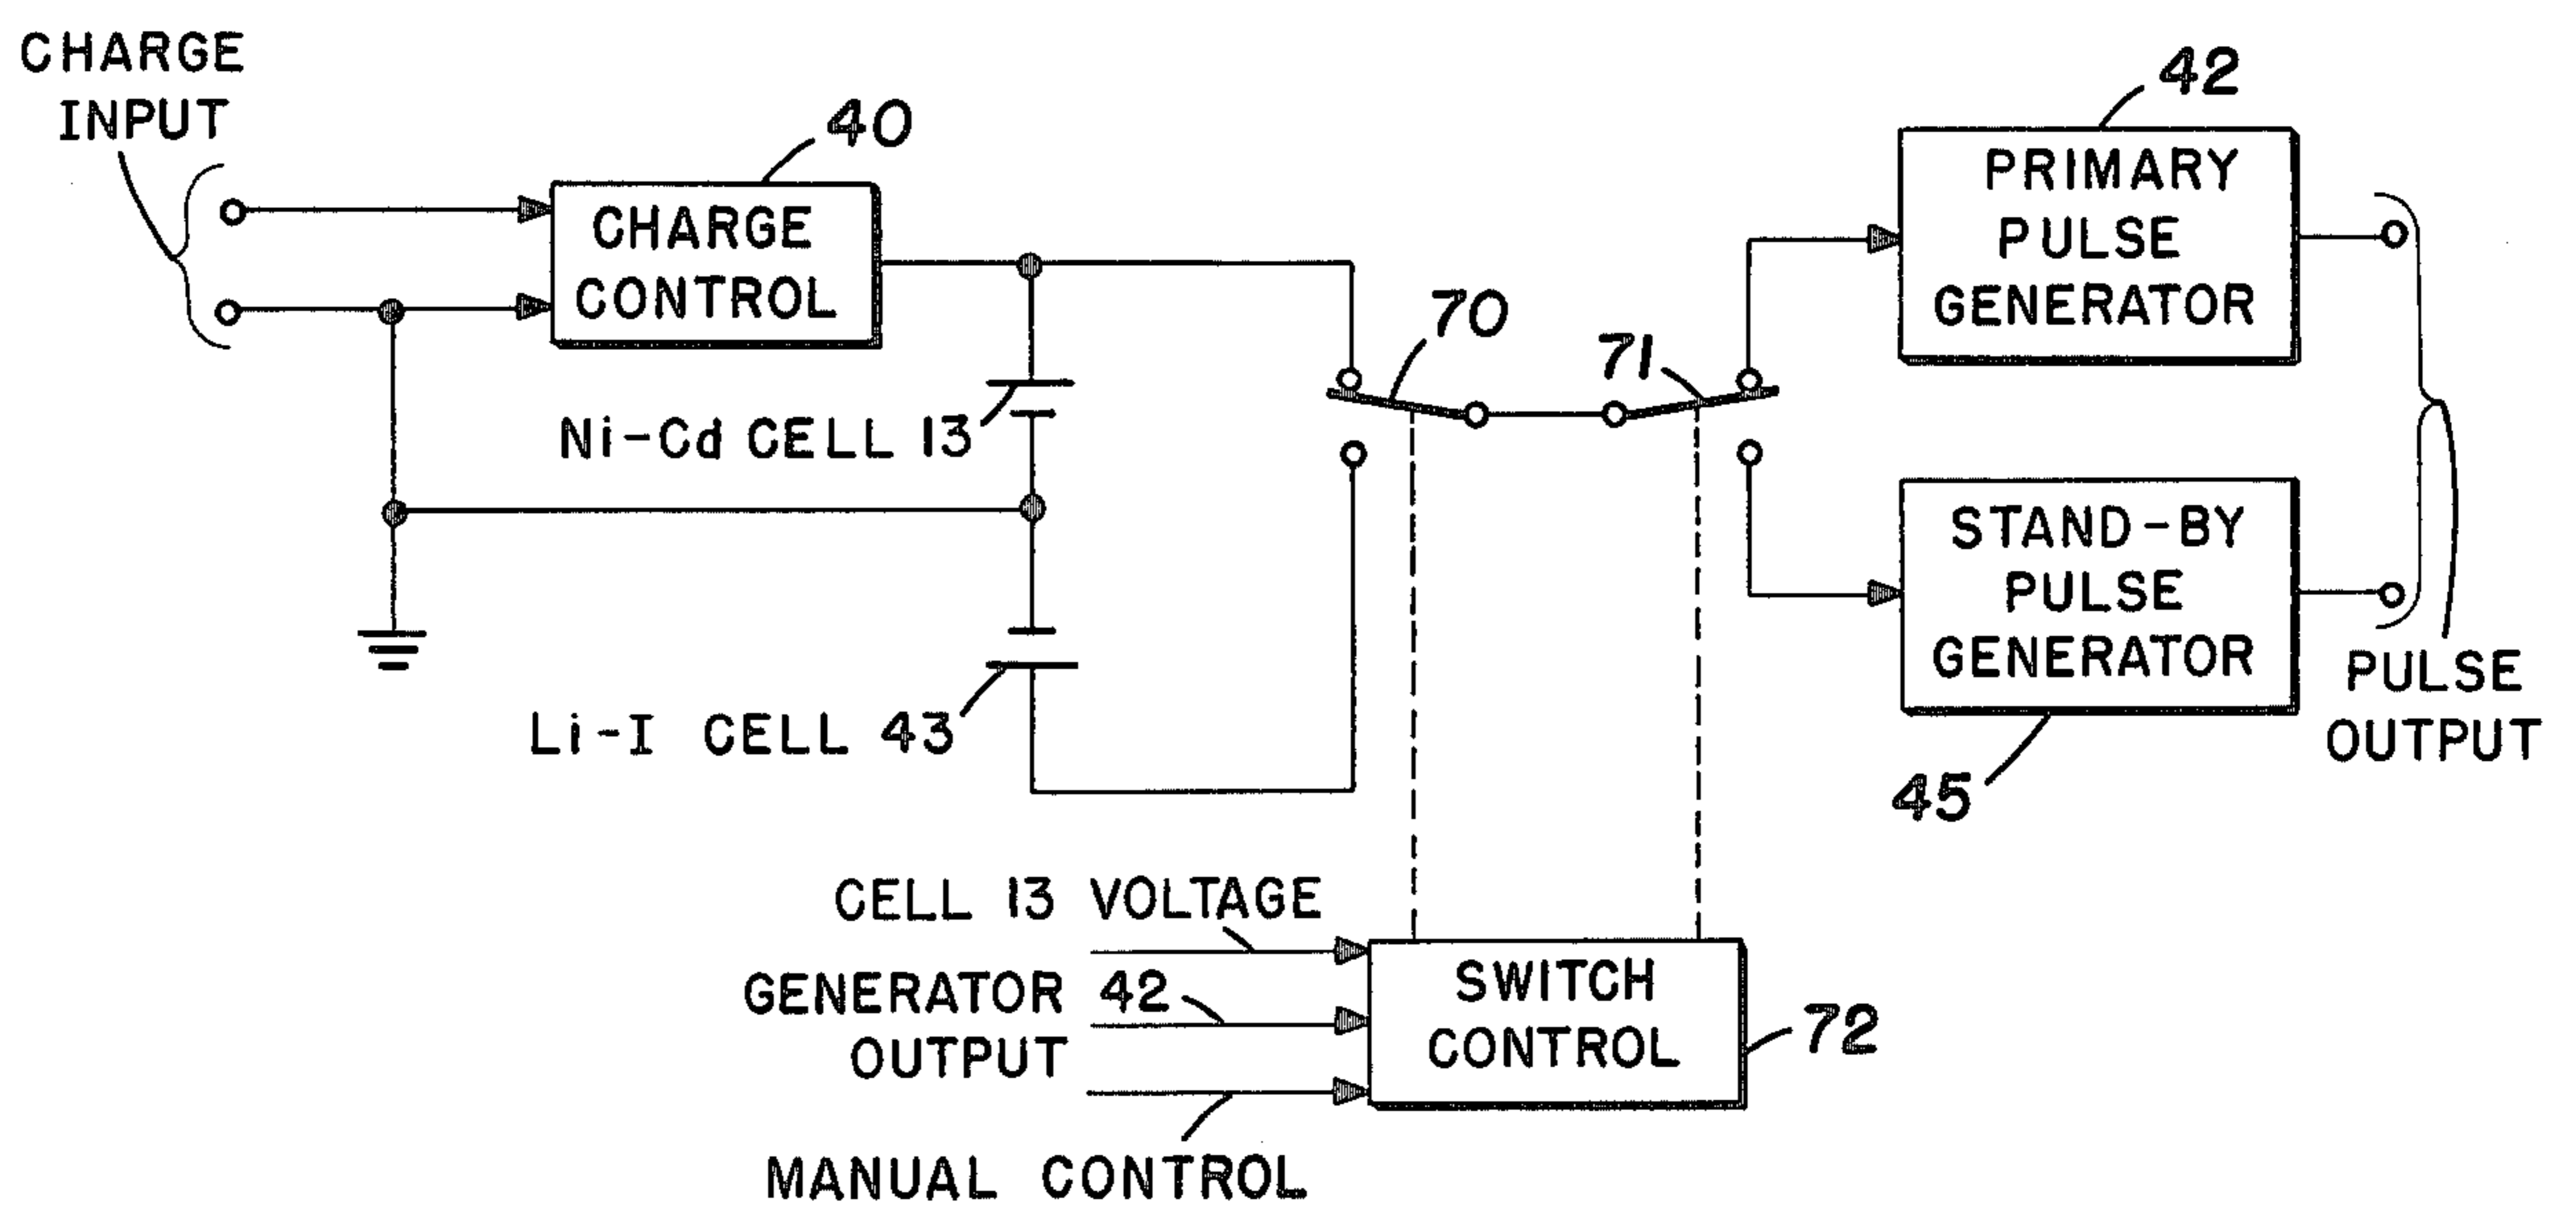 CHARGE
INPUT
40
CHARGE
CONTROL
Ni-Cd CELL 13
Li-I CELL 43
70
71
42
PRIMARY
PULSE
GENERATOR
STAND-BY
PULSE
GENERATOR
45
PULSE
OUTPUT
CELL 13 VOLTAGE
GENERATOR 42
OUTPUT
MANUAL CONTROL
SWITCH
CONTROL
72